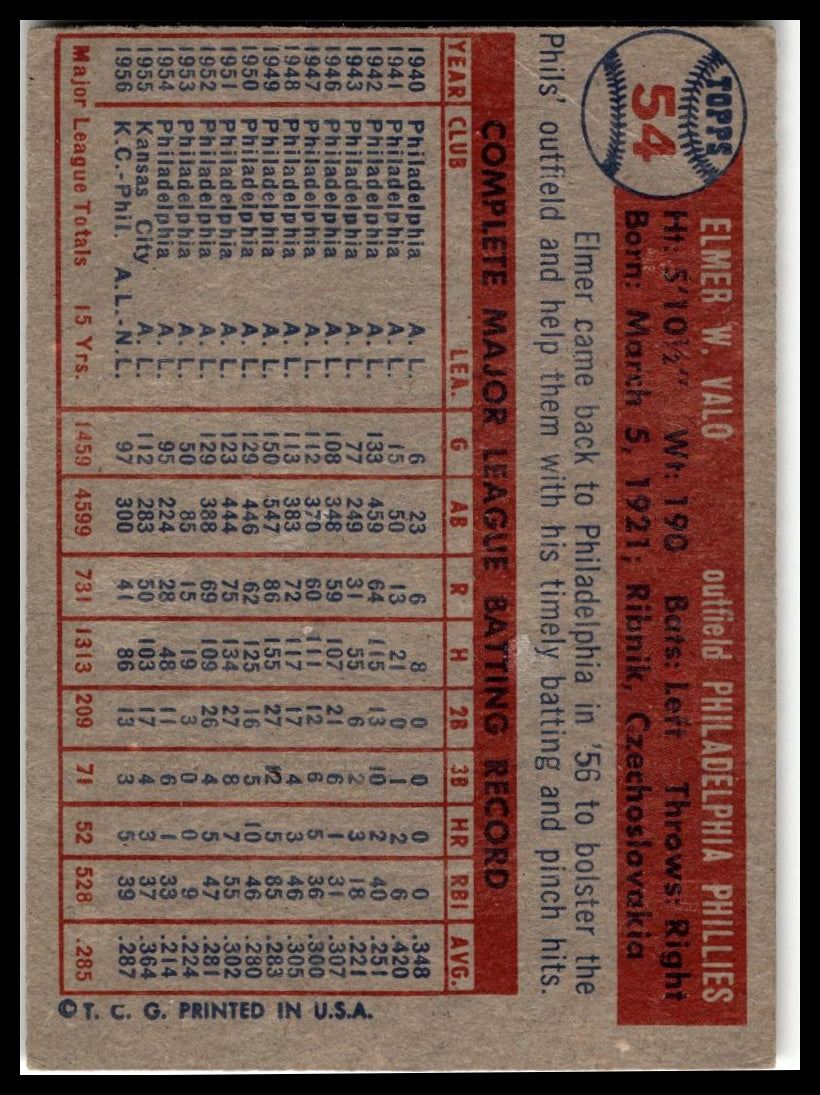 TOPPS
54
ELMER W. VALO outfield PHILADELPHIA PHILLIES
Ht: 5'10½" Wt: 190 Bats: Left Throws: Right
Born: March 5, 1921; Ribnik, Czechoslovakia
Elmer came back to Philadelphia in '56 to bolster the
Phils' outfield and help them with his timely batting and pinch hits.
COMPLETE MAJOR LEAGUE BATTING RECORD
YEAR CLUB LEA. G AB R H 2B 3B HR RBI AVG.
1940 Philadelphia A. L. 6 23 6 8 0 0 0 0 .348
1941 Philadelphia A. L. 15 50 13 21 0 1 2 6 .420
1942 Philadelphia A. L. 133 459 64 115 13 10 2 40 .251
1943 Philadelphia A. L. 77 249 31 55 6 2 3 18 .221
1946 Philadelphia A. L. 108 348 59 107 21 6 1 31 .307
1947 Philadelphia A. L. 112 370 60 111 12 6 5 36 .300
1948 Philadelphia A. L. 113 383 72 117 17 4 3 46 .305
1949 Philadelphia A. L. 150 547 86 155 27 12 5 85 .283
1950 Philadelphia A. L. 129 446 62 125 16 5 10 46 .280
1951 Philadelphia A. L. 123 444 75 134 27 8 7 55 .302
1952 Philadelphia A. L. 129 388 69 109 26 4 5 47 .281
1953 Philadelphia A. L. 50 85 15 19 3 0 0 9 .224
1954 Philadelphia A. L. 95 224 28 48 11 6 1 33 .214
1955 Kansas City A. L. 112 283 50 103 17 4 3 37 .364
1956 K.C.-Phil. A.L.-N.L. 97 300 41 86 13 3 5 39 .287
Major League Totals 15 Yrs. 1459 4599 731 1313 209 71 52 528 .285
© T. C. G. PRINTED IN U.S.A.